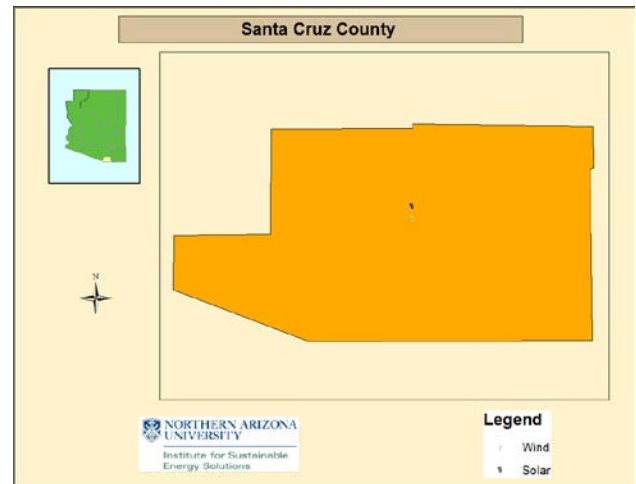 Santa Cruz County
N
NORTHERN ARIZONA
UNIVERSITY
Institute for Sustainable
Energy Solutions
Legend
Wind
Solar